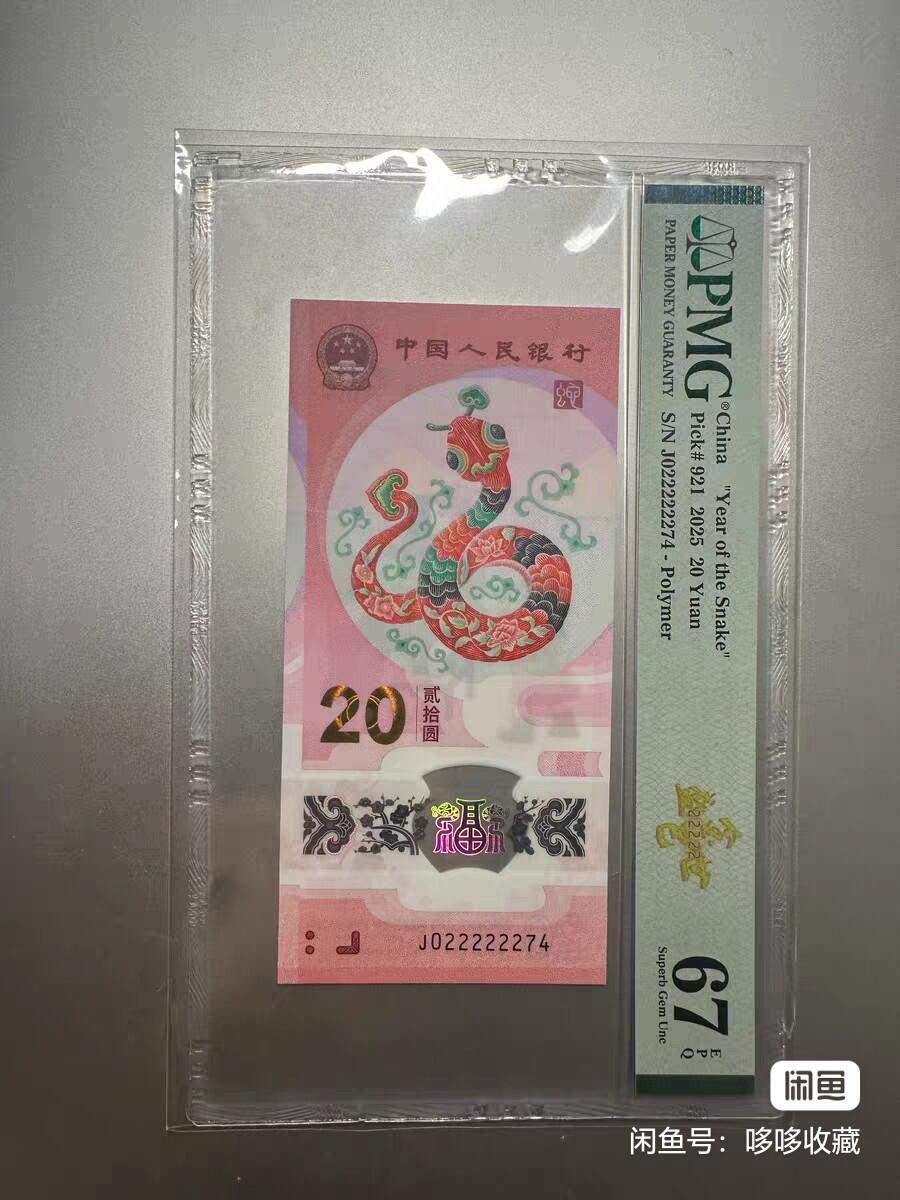 中国人民银行
蛇
20
贰拾圆
福
J022222274
PMG®
PAPER MONEY GUARANTY
China "Year of the Snake"
Pick# 921 2025 20 Yuan
S/N J022222274 - Polymer
67 EPQ
Superb Gem Unc
闲鱼
闲鱼号：哆哆收藏